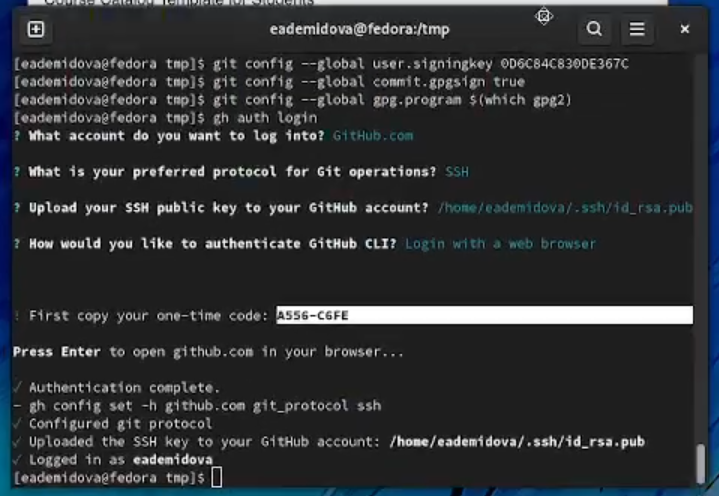 Course Catalog Template for Students
eademidova@fedora:/tmp
[eademidova@fedora tmp]$ git config --global user.signingkey 0D6C84C830DE367C
[eademidova@fedora tmp]$ git config --global commit.gpgsign true
[eademidova@fedora tmp]$ git config --global gpg.program $(which gpg2)
[eademidova@fedora tmp]$ gh auth login
? What account do you want to log into? GitHub.com
? What is your preferred protocol for Git operations? SSH
? Upload your SSH public key to your GitHub account? /home/eademidova/.ssh/id_rsa.pub
? How would you like to authenticate GitHub CLI? Login with a web browser
! First copy your one-time code: A556-C6FE
Press Enter to open github.com in your browser...
✓ Authentication complete.
- gh config set -h github.com git_protocol ssh
✓ Configured git protocol
✓ Uploaded the SSH key to your GitHub account: /home/eademidova/.ssh/id_rsa.pub
✓ Logged in as eademidova
[eademidova@fedora tmp]$